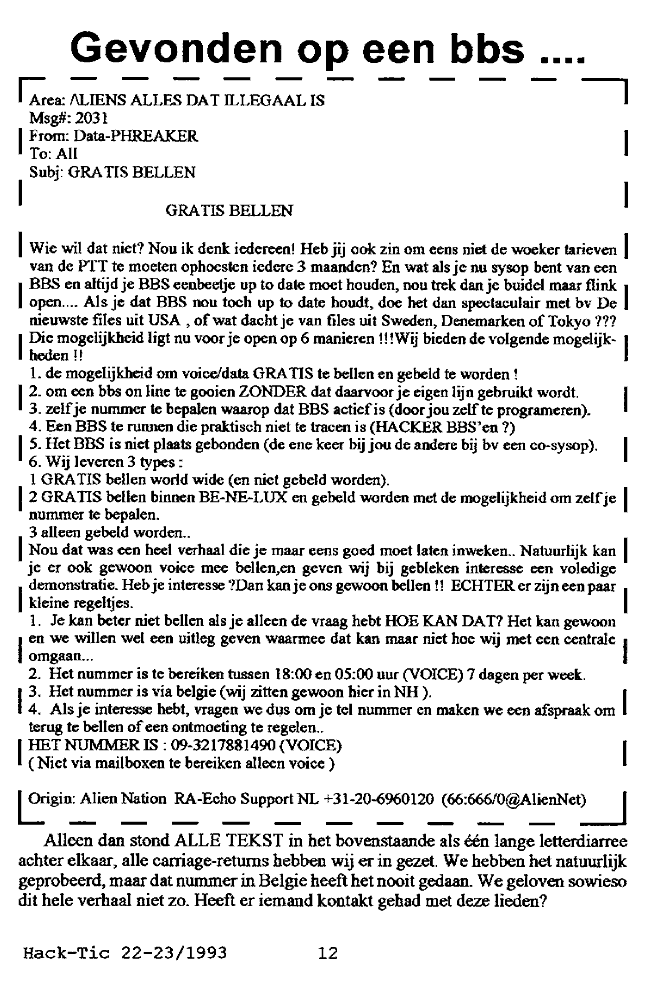 Gevonden op een bbs ....
Area: ALIENS ALLES DAT ILLEGAAL IS
Msg#: 2031
From: Data-PHREAKER
To: All
Subj: GRATIS BELLEN
GRATIS BELLEN
Wie wil dat niet? Nou ik denk iedereen! Heb jij ook zin om eens niet de woeker tarieven
van de PTT te moeten ophoesten iedere 3 maanden? En wat als je nu sysop bent van een
BBS en altijd je BBS eenbeetje up to date moet houden, nou trek dan je buidel maar flink
open.... Als je dat BBS nou toch up to date houdt, doe het dan spectaculair met bv De
nieuwste files uit USA , of wat dacht je van files uit Sweden, Denemarken of Tokyo ???
Die mogelijkheid ligt nu voor je open op 6 manieren !!!Wij bieden de volgende mogelijk-
heden !!
1. de mogelijkheid om voice/data GRATIS te bellen en gebeld te worden !
2. om een bbs on line te gooien ZONDER dat daarvoor je eigen lijn gebruikt wordt.
3. zelf je nummer te bepalen waarop dat BBS actief is (door jou zelf te programeren).
4. Een BBS te runnen die praktisch niet te tracen is (HACKER BBS'en ?)
5. Het BBS is niet plaats gebonden (de ene keer bij jou de andere bij bv een co-sysop).
6. Wij leveren 3 types :
1 GRATIS bellen world wide (en niet gebeld worden).
2 GRATIS bellen binnen BE-NE-LUX en gebeld worden met de mogelijkheid om zelf je
nummer te bepalen.
3 alleen gebeld worden..
Nou dat was een heel verhaal die je maar eens goed moet laten inweken.. Natuurlijk kan
je er ook gewoon voice mee bellen,en geven wij bij gebleken interesse een voledige
demonstratie. Heb je interesse ?Dan kan je ons gewoon bellen !! ECHTER er zijn een paar
kleine regeltjes.
1. Je kan beter niet bellen als je alleen de vraag hebt HOE KAN DAT? Het kan gewoon
en we willen wel een uitleg geven waarmee dat kan maar niet hoe wij met een centrale
omgaan...
2. Het nummer is te bereiken tussen 18:00 en 05:00 uur (VOICE) 7 dagen per week.
3. Het nummer is via belgie (wij zitten gewoon hier in NH ).
4. Als je interesse hebt, vragen we dus om je tel nummer en maken we een afspraak om
terug te bellen of een ontmoeting te regelen..
HET NUMMER IS : 09-3217881490 (VOICE)
( Niet via mailboxen te bereiken alleen voice )
Origin: Alien Nation RA-Echo Support NL +31-20-6960120 (66:666/0@AlienNet)
Alleen dan stond ALLE TEKST in het bovenstaande als één lange letterdiarree
achter elkaar, alle carriage-returns hebben wij er in gezet. We hebben het natuurlijk
geprobeerd, maar dat nummer in Belgie heeft het nooit gedaan. We geloven sowieso
dit hele verhaal niet zo. Heeft er iemand kontakt gehad met deze lieden?
Hack-Tic 22-23/1993 12